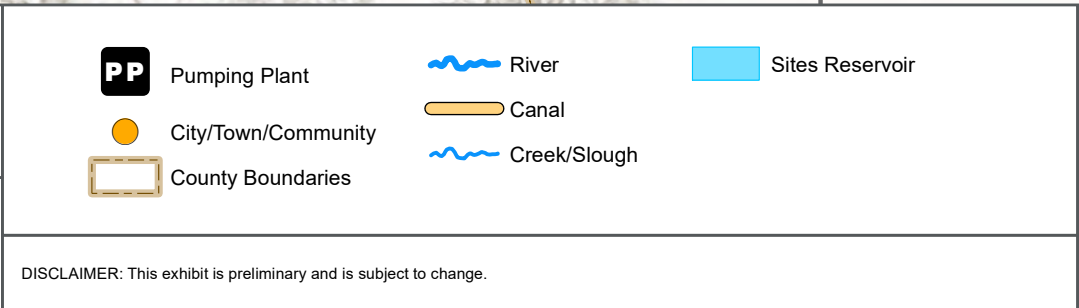 PP Pumping Plant
City/Town/Community
County Boundaries
River
Canal
Creek/Slough
Sites Reservoir
DISCLAIMER: This exhibit is preliminary and is subject to change.